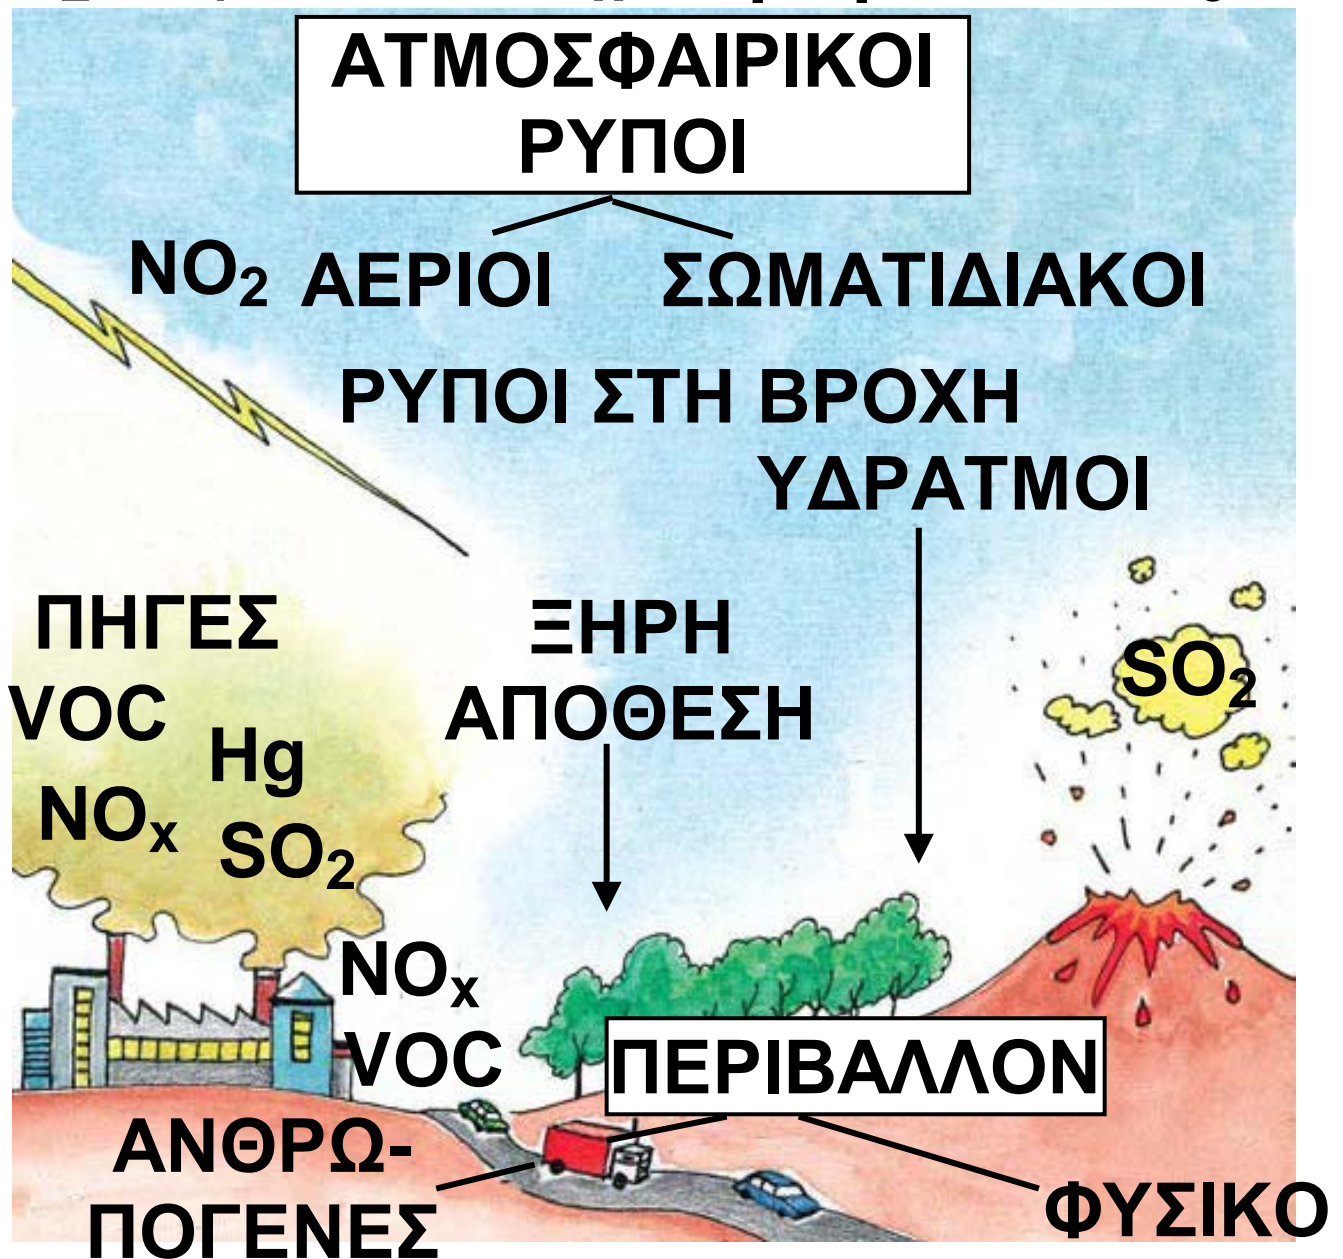 ΑΤΜΟΣΦΑΙΡΙΚΟΙ
ΡΥΠΟΙ
NO₂ ΑΕΡΙΟΙ ΣΩΜΑΤΙΔΙΑΚΟΙ
ΡΥΠΟΙ ΣΤΗ ΒΡΟΧΗ
ΥΔΡΑΤΜΟΙ
ΠΗΓΕΣ
VOC
Hg
NOₓ
SO₂
ΞΗΡΗ
ΑΠΟΘΕΣΗ
SO₂
NOₓ
VOC
ΠΕΡΙΒΑΛΛΟΝ
ΑΝΘΡΩ-
ΠΟΓΕΝΕΣ
ΦΥΣΙΚΟ